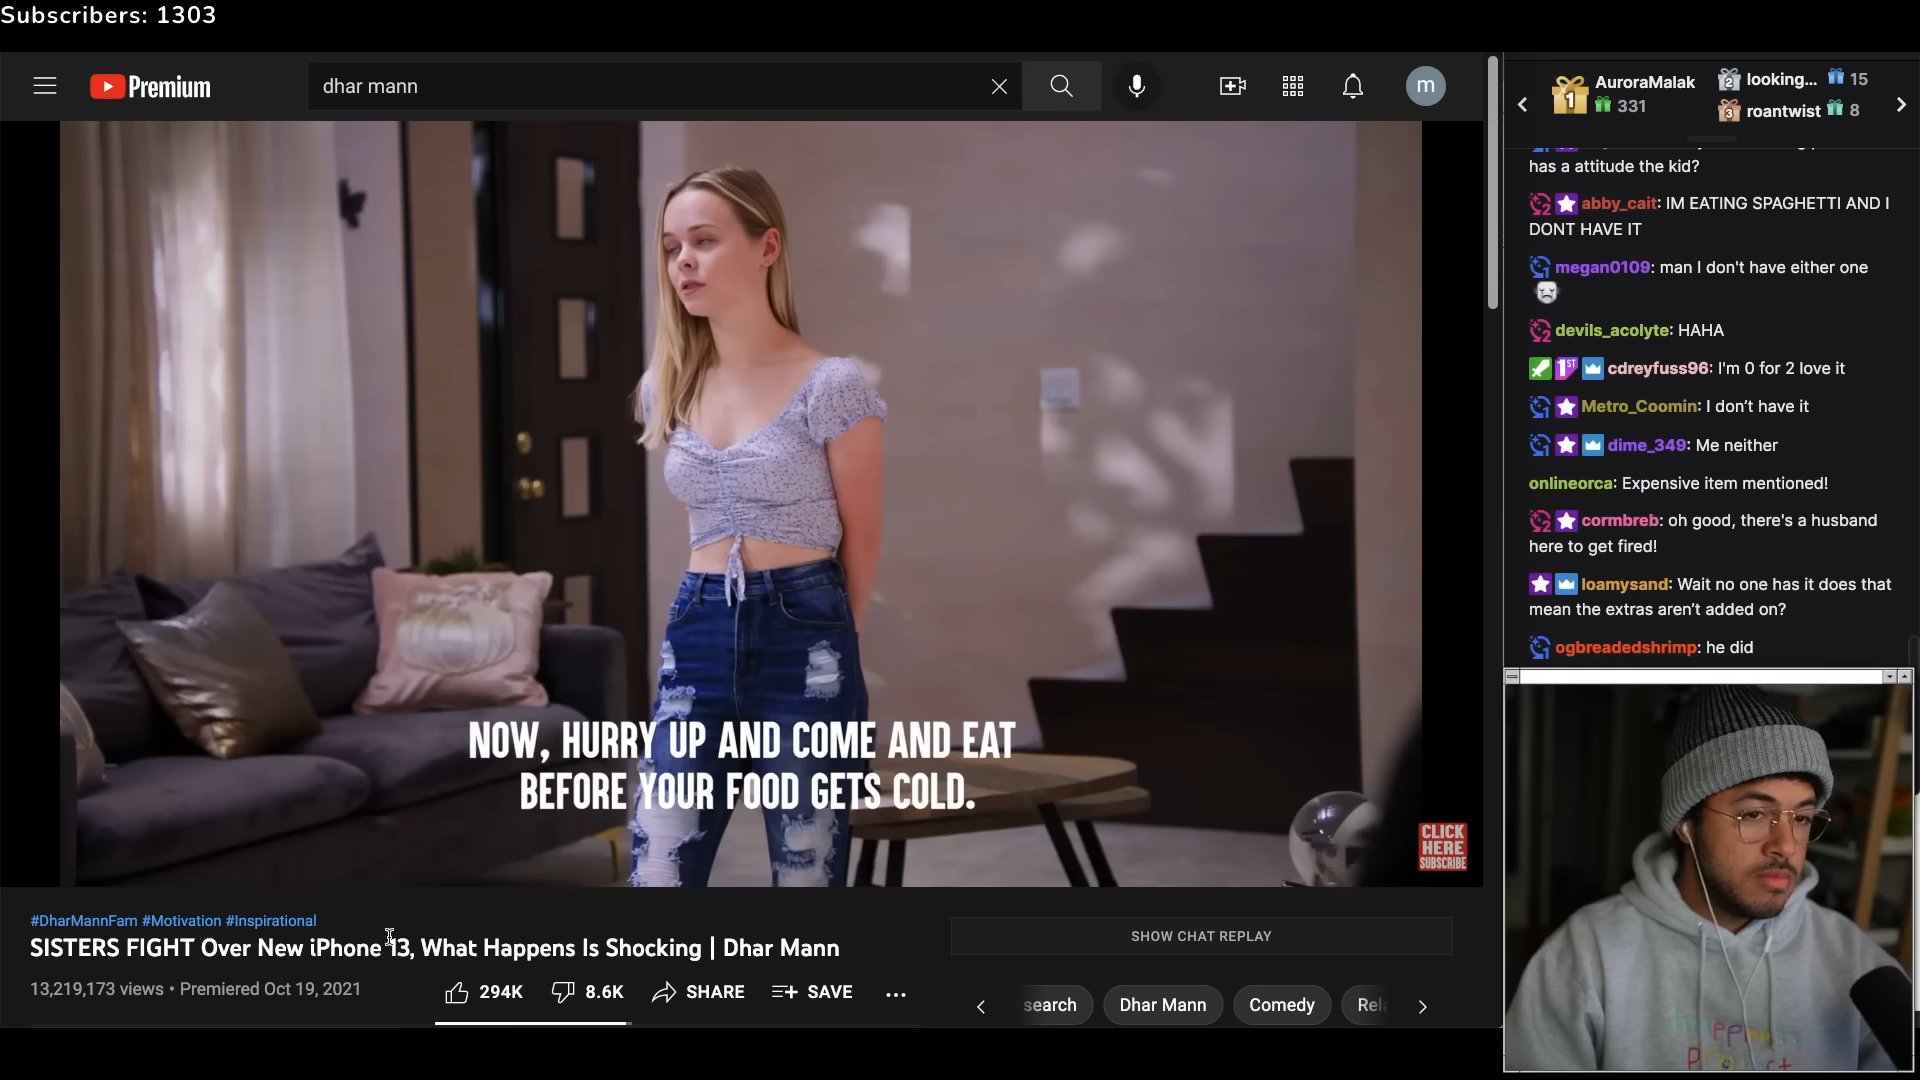 Subscribers: 1303
Premium
dhar mann
m
1
AuroraMalak
331
2
looking...
15
3
roantwist
8
has a attitude the kid?
abby_cait: IM EATING SPAGHETTI AND I
DONT HAVE IT
megan0109: man I don't have either one
devils_acolyte: HAHA
cdreyfuss96: I'm 0 for 2 love it
Metro_Coomin: I don't have it
dime_349: Me neither
onlineorca: Expensive item mentioned!
cormbreb: oh good, there's a husband
here to get fired!
loamysand: Wait no one has it does that
mean the extras aren't added on?
ogbreadedshrimp: he did
NOW, HURRY UP AND COME AND EAT
BEFORE YOUR FOOD GETS COLD.
CLICK
HERE
SUBSCRIBE
#DharMannFam #Motivation #Inspirational
SISTERS FIGHT Over New iPhone 13, What Happens Is Shocking | Dhar Mann
13,219,173 views • Premiered Oct 19, 2021
294K
8.6K
SHARE
SAVE
SHOW CHAT REPLAY
search
Dhar Mann
Comedy
Rel